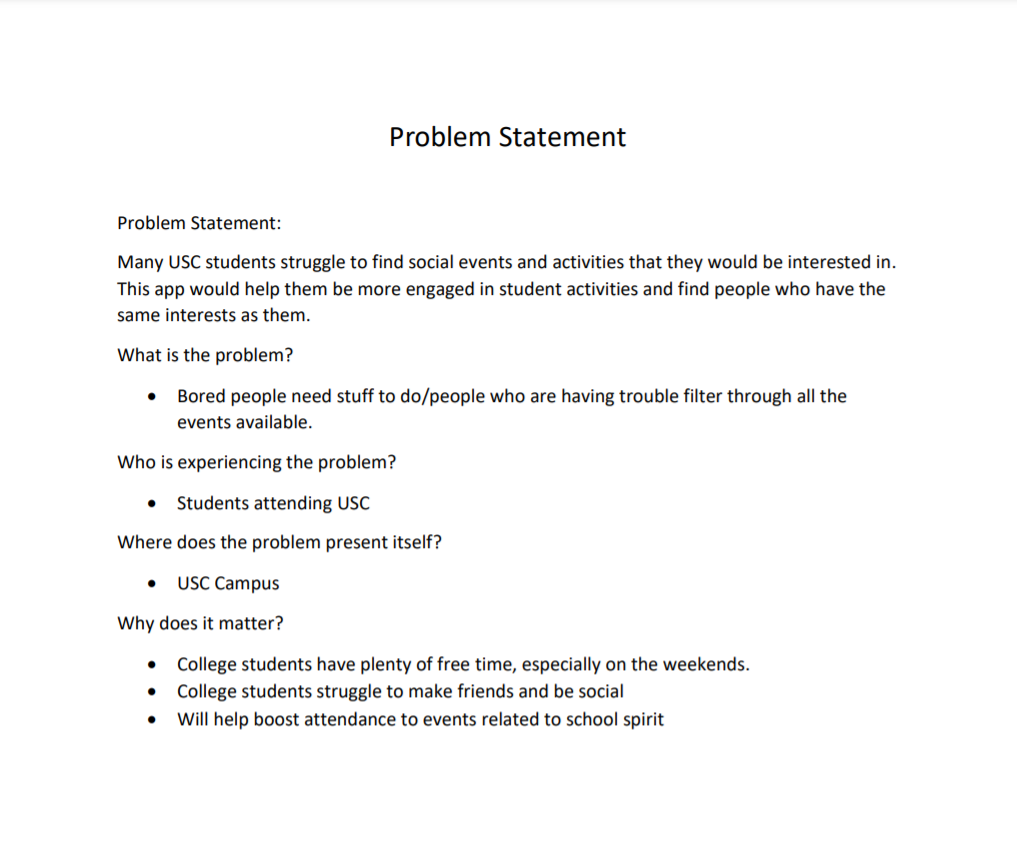 Problem Statement
Problem Statement:
Many USC students struggle to find social events and activities that they would be interested in.
This app would help them be more engaged in student activities and find people who have the
same interests as them.
What is the problem?
• Bored people need stuff to do/people who are having trouble filter through all the
events available.
Who is experiencing the problem?
• Students attending USC
Where does the problem present itself?
• USC Campus
Why does it matter?
• College students have plenty of free time, especially on the weekends.
• College students struggle to make friends and be social
• Will help boost attendance to events related to school spirit